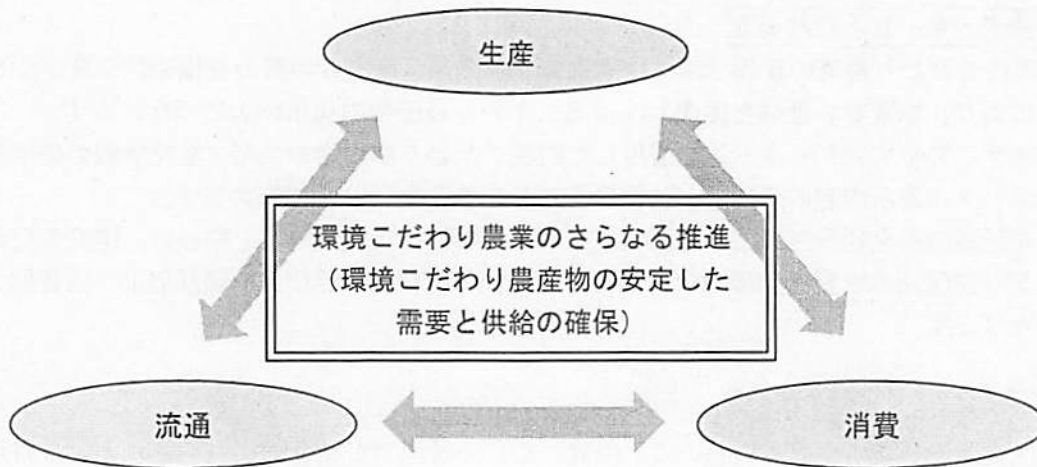 生産
環境こだわり農業のさらなる推進
（環境こだわり農産物の安定した
需要と供給の確保）
流通
消費